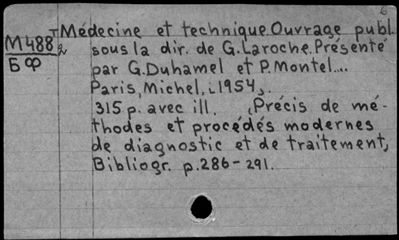 6
Médecine et technique. Ouvrage publ.
M488 2 sous la dir. de G. Laroche. Présenté
БФ par G. Duhamel et P. Montel....
Paris, Michel, [1954].
315 p. avec ill. (Précis de mé-
thodes et procédés modernes
de diagnostic et de traitement)
Bibliogr. p. 286-291.